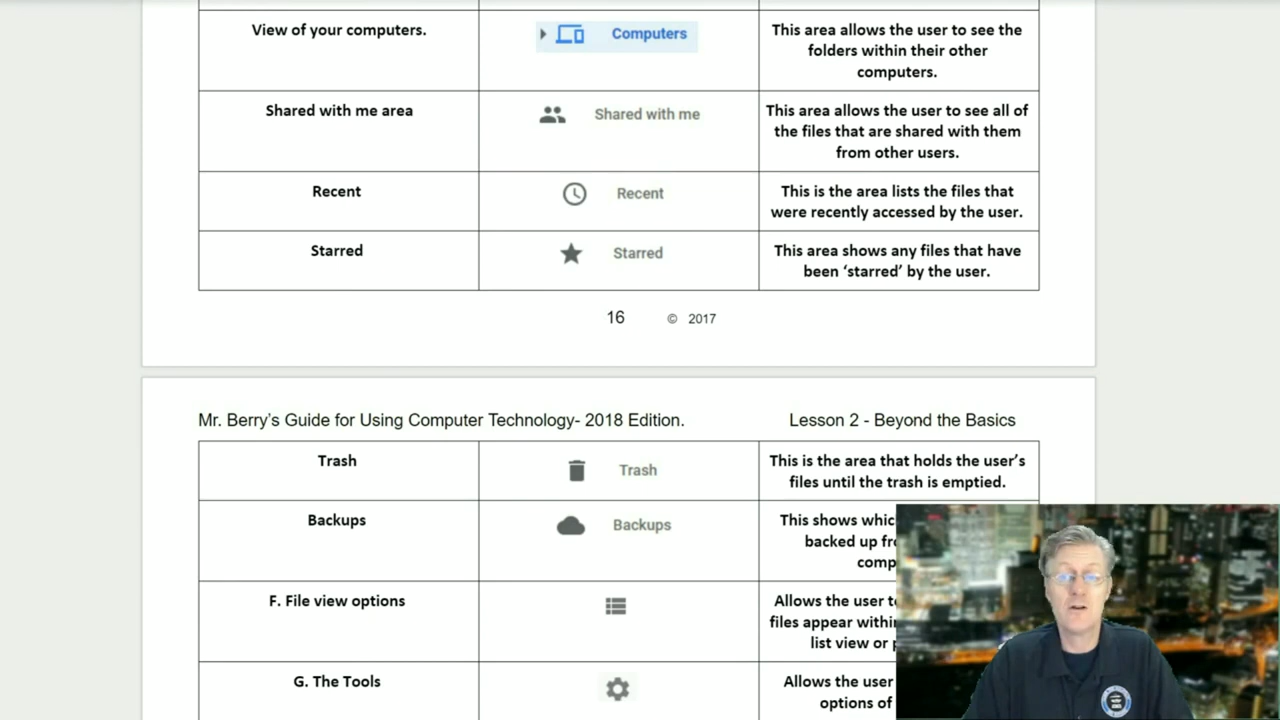 View of your computers.
Computers
This area allows the user to see the
folders within their other
computers.
Shared with me area
Shared with me
This area allows the user to see all of
the files that are shared with them
from other users.
Recent
Recent
This is the area lists the files that
were recently accessed by the user.
Starred
Starred
This area shows any files that have
been ‘starred’ by the user.
16 © 2017
Mr. Berry’s Guide for Using Computer Technology- 2018 Edition.
Lesson 2 - Beyond the Basics
Trash
Trash
This is the area that holds the user’s
files until the trash is emptied.
Backups
Backups
This shows
backed up
F. File view options
Allows the user
files appear
list view or
G. The Tools
Allows the user
options of